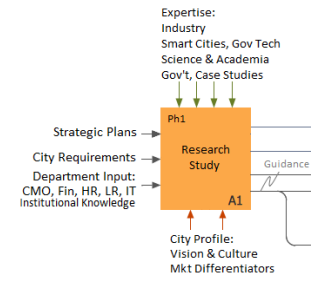 Expertise:
Industry
Smart Cities, Gov Tech
Science & Academia
Gov't, Case Studies
Ph1
Strategic Plans
Research
Study
City Requirements
Guidance
Department Input:
CMO, Fin, HR, LR, IT
Institutional Knowledge
A1
City Profile:
Vision & Culture
Mkt Differentiators